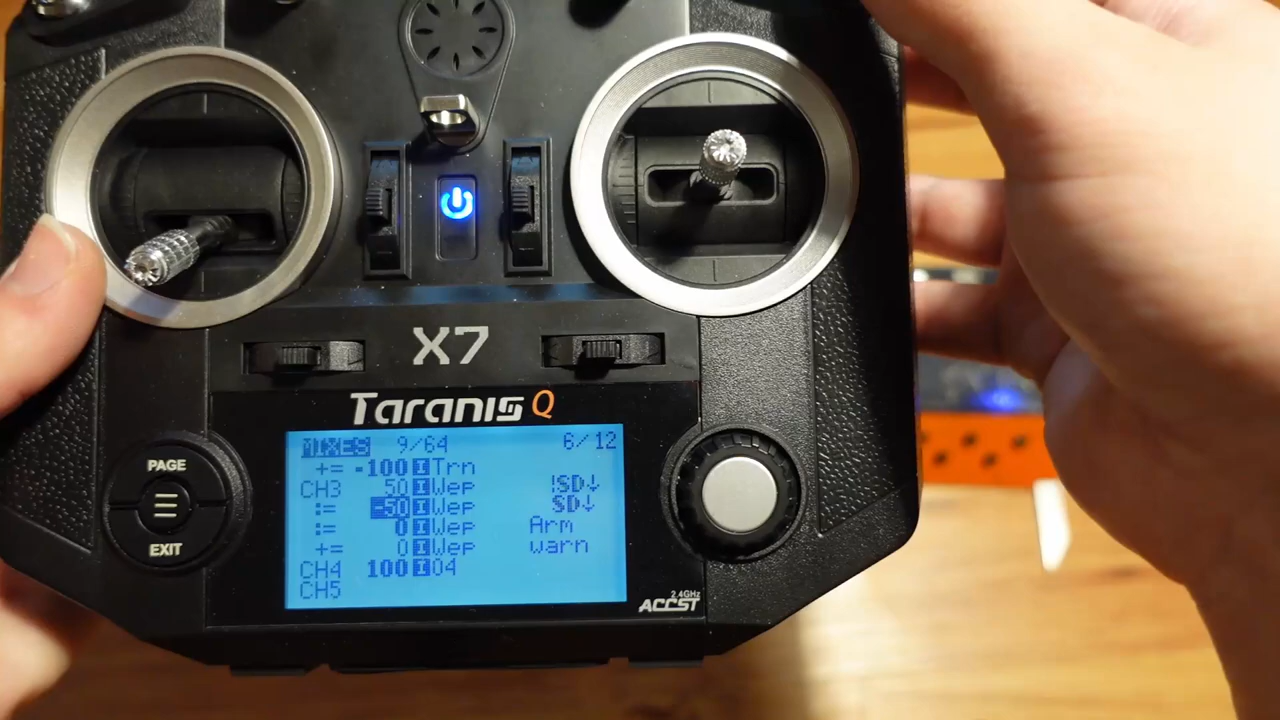 X7
Taranis Q
MIXES 9/64 6/12
+= -100 I Trn
CH3 50 I Wep !SD↓
:= -50 I Wep SD↓
:= 0 I Wep Arm
+= 0 I Wep warn
CH4 100 I 04
CH5
PAGE
EXIT
2.4GHz
ACCST